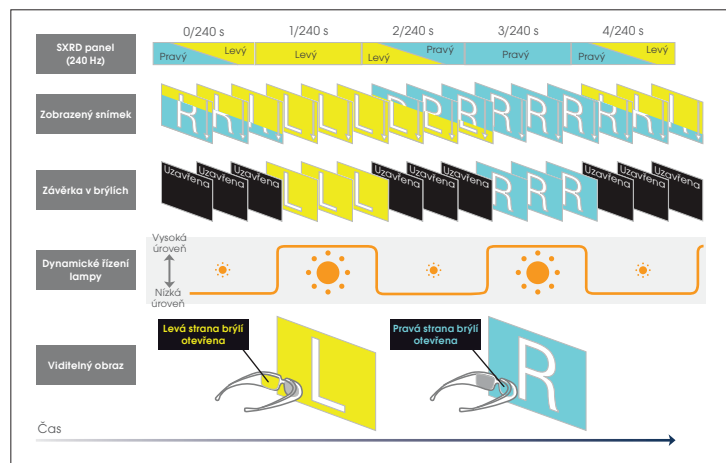 0/240 s 1/240 s 2/240 s 3/240 s 4/240 s
SXRD panel
(240 Hz)
Pravý Levý Levý Levý Pravý Pravý Pravý Levý
Zobrazený snímek
R R L L L L L R R R R R R R L
Závěrka v brýlích
Uzavřena Uzavřena Uzavřena L L L Uzavřena Uzavřena Uzavřena R R R Uzavřena Uzavřena Uzavřena
Dynamické řízení
lampy
Vysoká
úroveň
Nízká
úroveň
Viditelný obraz
Levá strana brýlí
otevřena
L
Pravá strana brýlí
otevřena
R
Čas